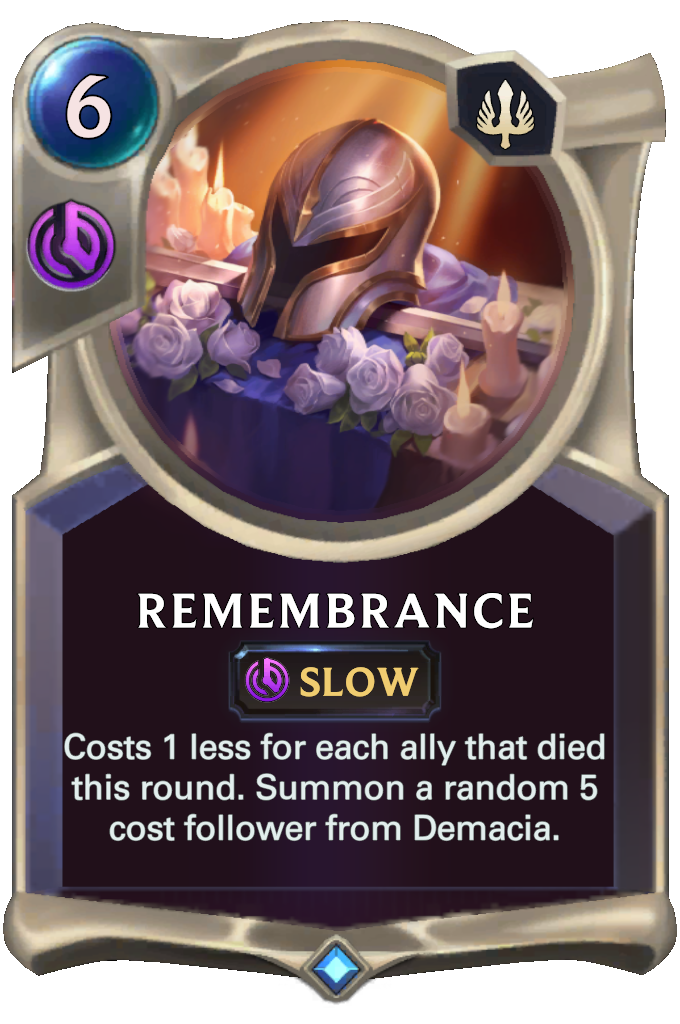 6
REMEMBRANCE
SLOW
Costs 1 less for each ally that died
this round. Summon a random 5
cost follower from Demacia.